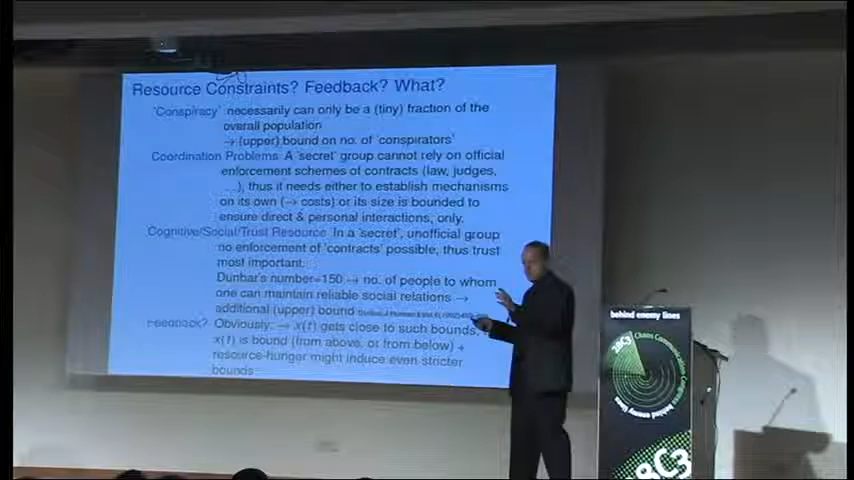 Resource Constraints? Feedback? What?
'Conspiracy' necessarily can only be a (tiny) fraction of the
overall population
→ (upper) bound on no. of 'conspirators'
Coordination Problems A 'secret' group cannot rely on official
enforcement schemes of contracts (law, judges,
...), thus it needs either to establish mechanisms
on its own (→ costs) or its size is bounded to
ensure direct & personal interactions, only.
Cognitive/Social/Trust Resource In a 'secret', unofficial group
no enforcement of 'contracts' possible, thus trust
most important.
Dunbar's number=150 → no. of people to whom
one can maintain reliable social relations →
additional (upper) bound
Feedback? Obviously: → x(t) gets close to such bounds,
x(t) is bound (from above, or from below) +
resource-hunger might induce even stricter
bounds
behind enemy lines
28C3
Chaos Communication Congress
behind enemy lines
8C3